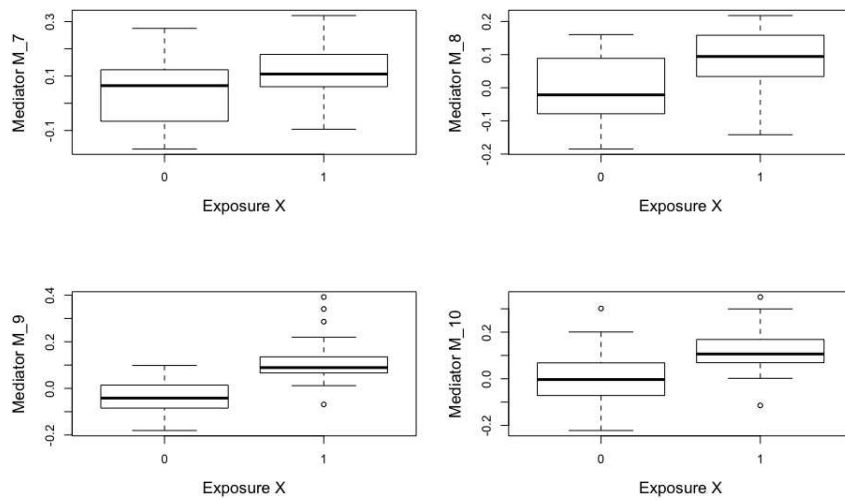 Mediator M_7
0.3
0.1
-0.1
0
1
Exposure X
Mediator M_8
0.2
0.1
0.0
-0.1
-0.2
0
1
Exposure X
Mediator M_9
0.4
0.2
0.0
-0.2
0
1
Exposure X
Mediator M_10
0.2
0.0
-0.2
0
1
Exposure X